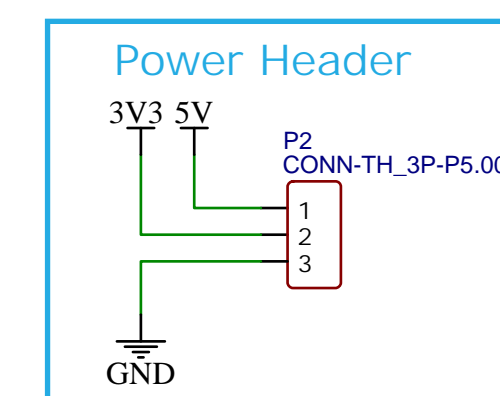 Power Header
3V3 5V
P2
CONN-TH_3P-P5.00
1
2
3
GND